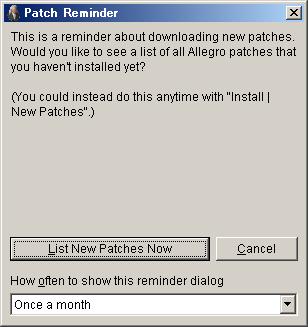 Patch Reminder
This is a reminder about downloading new patches.
Would you like to see a list of all Allegro patches that
you haven't installed yet?
(You could instead do this anytime with "Install |
New Patches".)
List New Patches Now
Cancel
How often to show this reminder dialog
Once a month